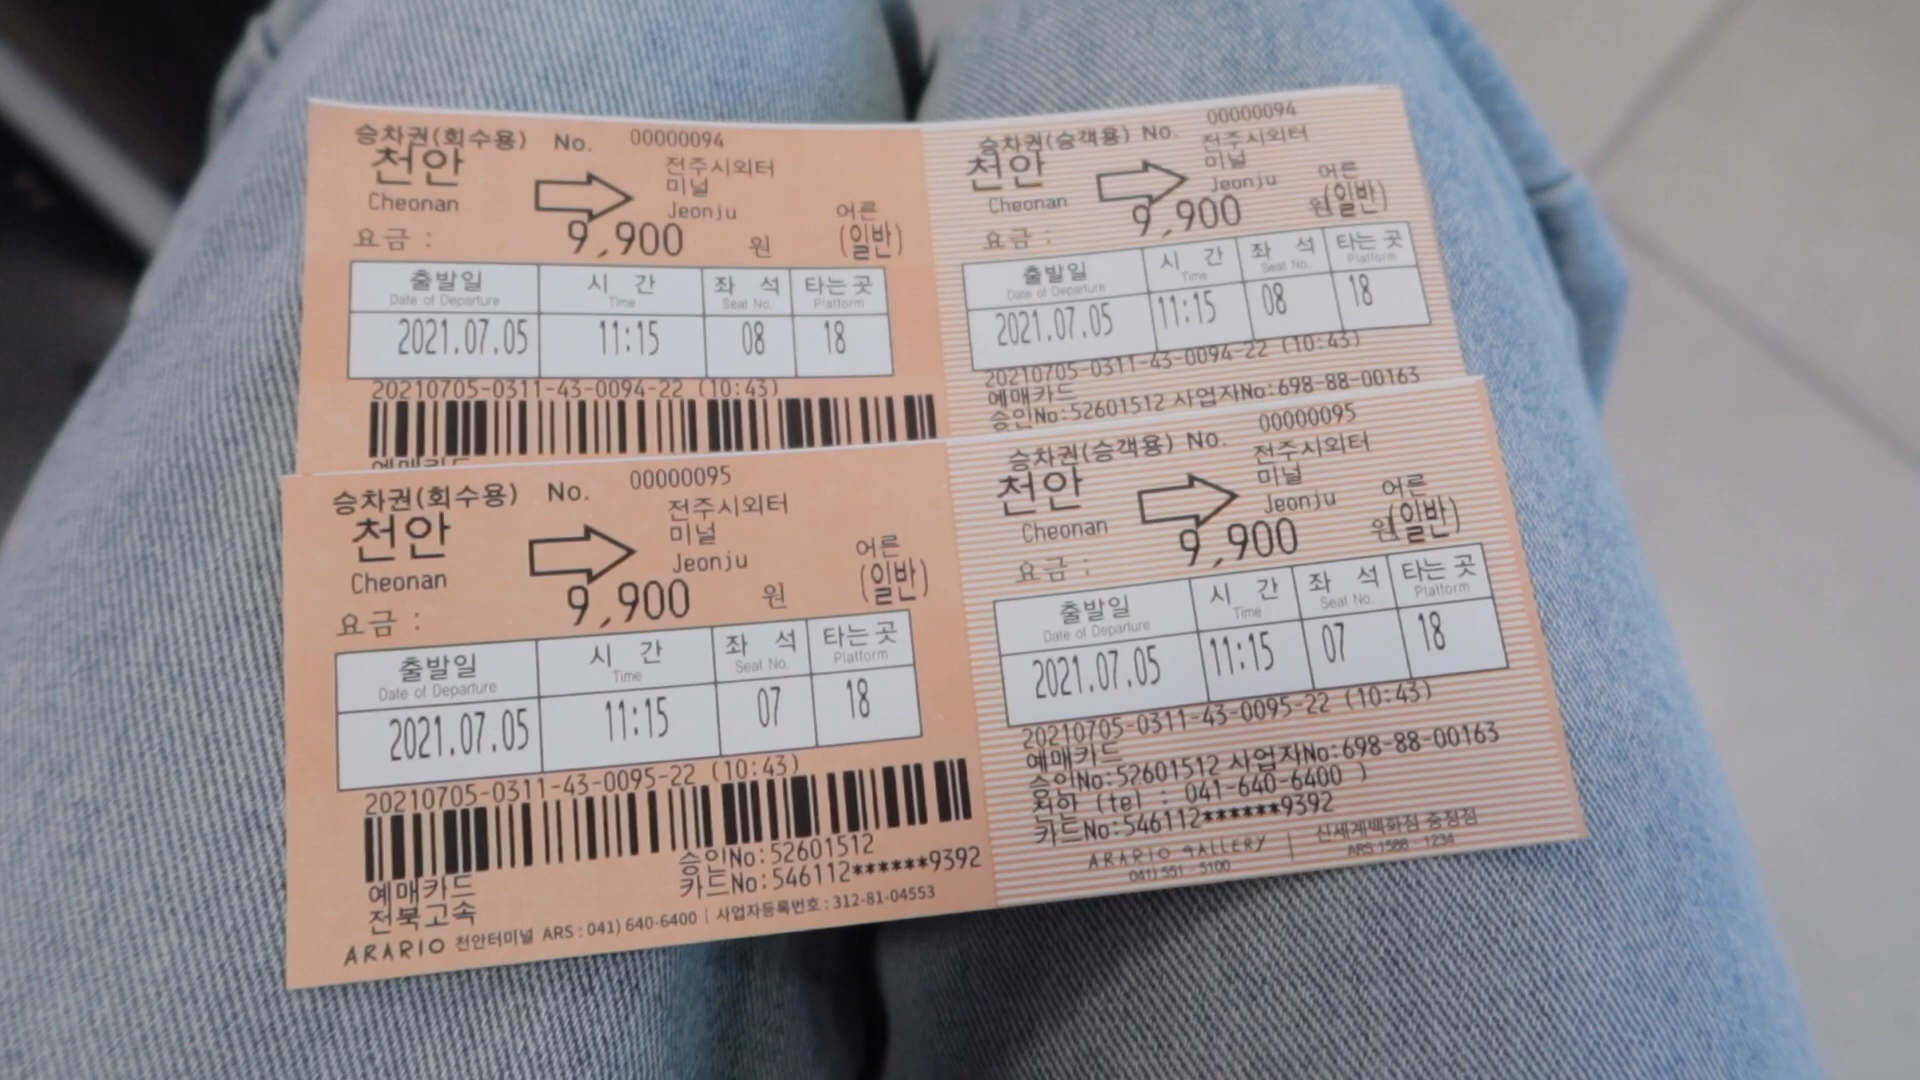 승차권(회수용) No. 00000094
천안 전주시외터
미널
Cheonan Jeonju 어른
요금 : 9,900 원 (일반)
출발일 시 간 좌 석 타는 곳
Date of Departure Time Seat No. Platform
2021.07.05 11:15 08 18
20210705-0311-43-0094-22 (10:43)
예매카드
승차권(승객용) No. 00000094
천안 전주시외터
미널
Cheonan Jeonju 어른
요금 : 9,900 원(일반)
출발일 시 간 좌 석 타는 곳
Date of Departure Time Seat No. Platform
2021.07.05 11:15 08 18
20210705-0311-43-0094-22 (10:43)
예매카드
승인No:52601512 사업자No:698-88-00163
승차권(회수용) No. 00000095
천안 전주시외터
미널
Cheonan Jeonju 어른
요금 : 9,900 원 (일반)
출발일 시 간 좌 석 타는 곳
Date of Departure Time Seat No. Platform
2021.07.05 11:15 07 18
20210705-0311-43-0095-22 (10:43)
승인No:52601512
예매카드 카드No:546112******9392
전북고속
ARARIO 천안터미널 ARS : 041) 640-6400 | 사업자등록번호 : 312-81-04553
승차권(승객용) No. 00000095
천안 전주시외터
미널
Cheonan Jeonju 어른
요금 : 9,900 원(일반)
출발일 시 간 좌 석 타는 곳
Date of Departure Time Seat No. Platform
2021.07.05 11:15 07 18
20210705-0311-43-0095-22 (10:43)
예매카드
승인No:52601512 사업자No:698-88-00163
천안 (tel : 041-640-6400 )
카드No:546112******9392
ARARIO GALLERY | 신세계백화점 충청점
041) 551 - 5100 ARS 1588 - 1234